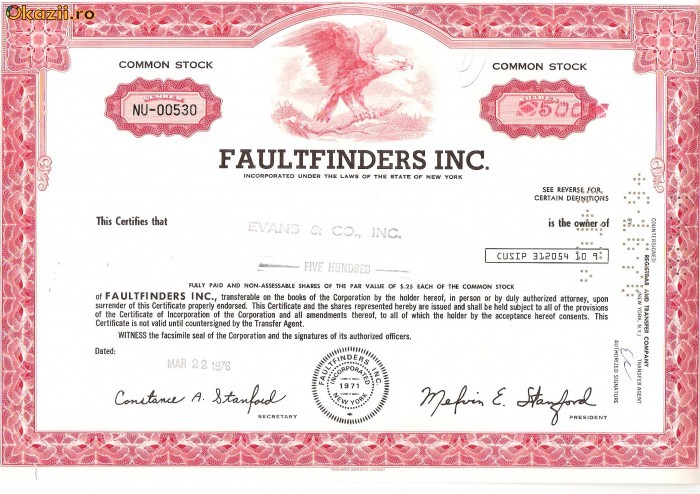 Okazii.ro
COMMON STOCK
COMMON STOCK
NUMBER
NU-00530
SHARES
500
FAULTFINDERS INC.
INCORPORATED UNDER THE LAWS OF THE STATE OF NEW YORK
SEE REVERSE FOR
CERTAIN DEFINITIONS
This Certifies that
EVANS & CO., INC.
is the owner of
CUSIP 312054 10 9
FIVE HUNDRED
FULLY PAID AND NON-ASSESSABLE SHARES OF THE PAR VALUE OF $.25 EACH OF THE COMMON STOCK
of FAULTFINDERS INC., transferable on the books of the Corporation by the holder hereof, in person or by duly authorized attorney, upon
surrender of this Certificate properly endorsed. This Certificate and the shares represented hereby are issued and shall be held subject to all of the provisions
of the Certificate of Incorporation of the Corporation and all amendments thereof, to all of which the holder by the acceptance hereof consents. This
Certificate is not valid until countersigned by the Transfer Agent.
WITNESS the facsimile seal of the Corporation and the signatures of its authorized officers.
Dated:
MAR 22 1976
Constance A. Stanford
SECRETARY
FAULTFINDERS INC.
INCORPORATED
1971
NEW YORK
Melvin E. Stanford
PRESIDENT
COUNTERSIGNED
REGISTRAR AND TRANSFER COMPANY
(NEW YORK, N.Y.)
BY
TRANSFER AGENT
AUTHORIZED SIGNATURE